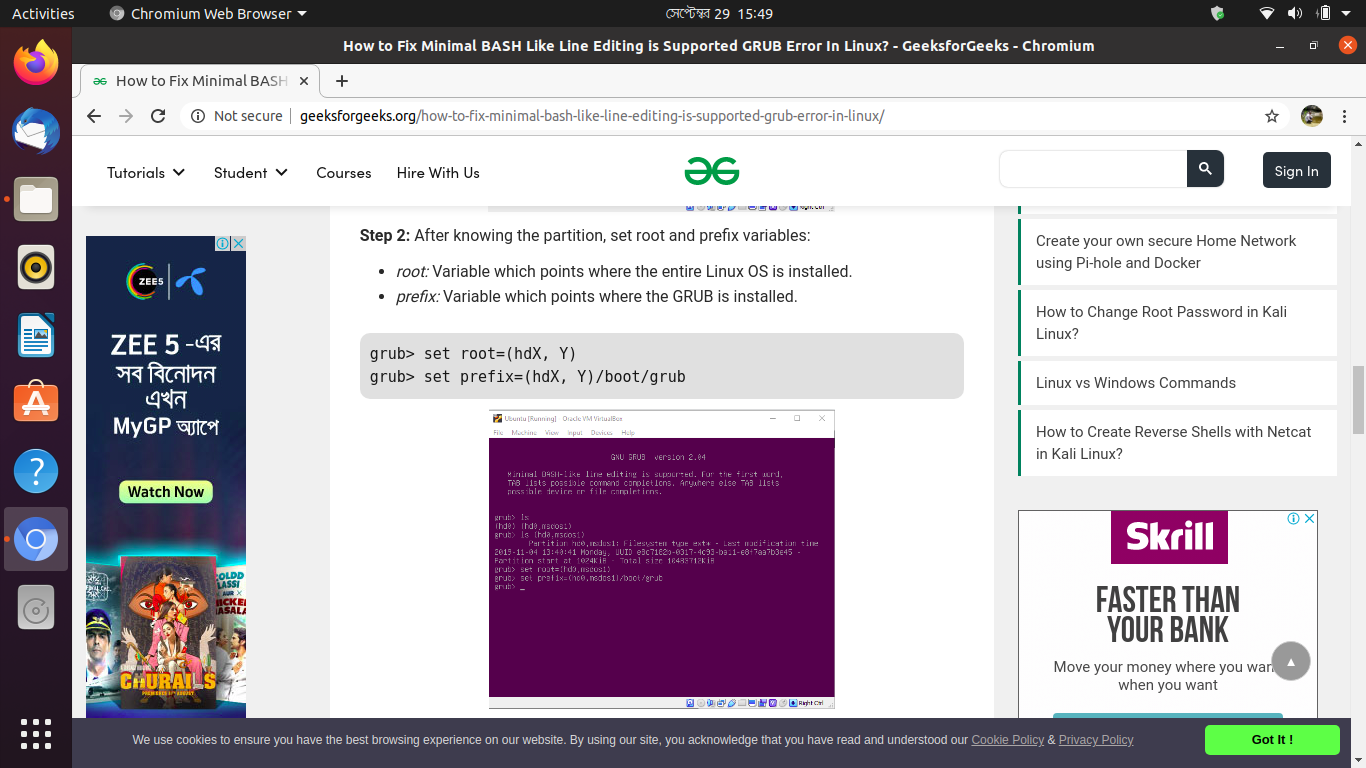 Activities
Chromium Web Browser
সেপ্টেম্বর 29 15:49
How to Fix Minimal BASH Like Line Editing is Supported GRUB Error In Linux? - GeeksforGeeks - Chromium
How to Fix Minimal BASH
Not secure
geeksforgeeks.org/how-to-fix-minimal-bash-like-line-editing-is-supported-grub-error-in-linux/
Tutorials
Student
Courses
Hire With Us
Sign In
Right Ctrl
Step 2: After knowing the partition, set root and prefix variables:
• root: Variable which points where the entire Linux OS is installed.
• prefix: Variable which points where the GRUB is installed.
grub> set root=(hdX, Y)
grub> set prefix=(hdX, Y)/boot/grub
Ubuntu [Running] Oracle VM VirtualBox
File Machine View Input Devices Help
GNU GRUB version 2.04
Minimal BASH-like line editing is supported. For the first word,
TAB lists possible command completions. Anywhere else TAB lists
possible device or file completions.
grub> ls
(hd0) (hd0,msdos1)
grub> ls (hd0,msdos1)
Partition hd0,msdos1: Filesystem type ext* - Last modification time
2019-11-04 13:40:41 Monday, UUID
Partition start at 1024KiB - Total size
grub> set root=(hd0,msdos1)
grub> set prefix=(hd0,msdos1)/boot/grub
grub> _
Right Ctrl
ZEE5
ZEE 5 -এর
সব বিনোদন
এখন
MyGP অ্যাপে
Watch Now
CHURAILS
Create your own secure Home Network
using Pi-hole and Docker
How to Change Root Password in Kali
Linux?
Linux vs Windows Commands
How to Create Reverse Shells with Netcat
in Kali Linux?
Skrill
FASTER THAN
YOUR BANK
Move your money where you
when you want
We use cookies to ensure you have the best browsing experience on our website. By using our site, you acknowledge that you have read and understood our Cookie Policy & Privacy Policy
Got It !